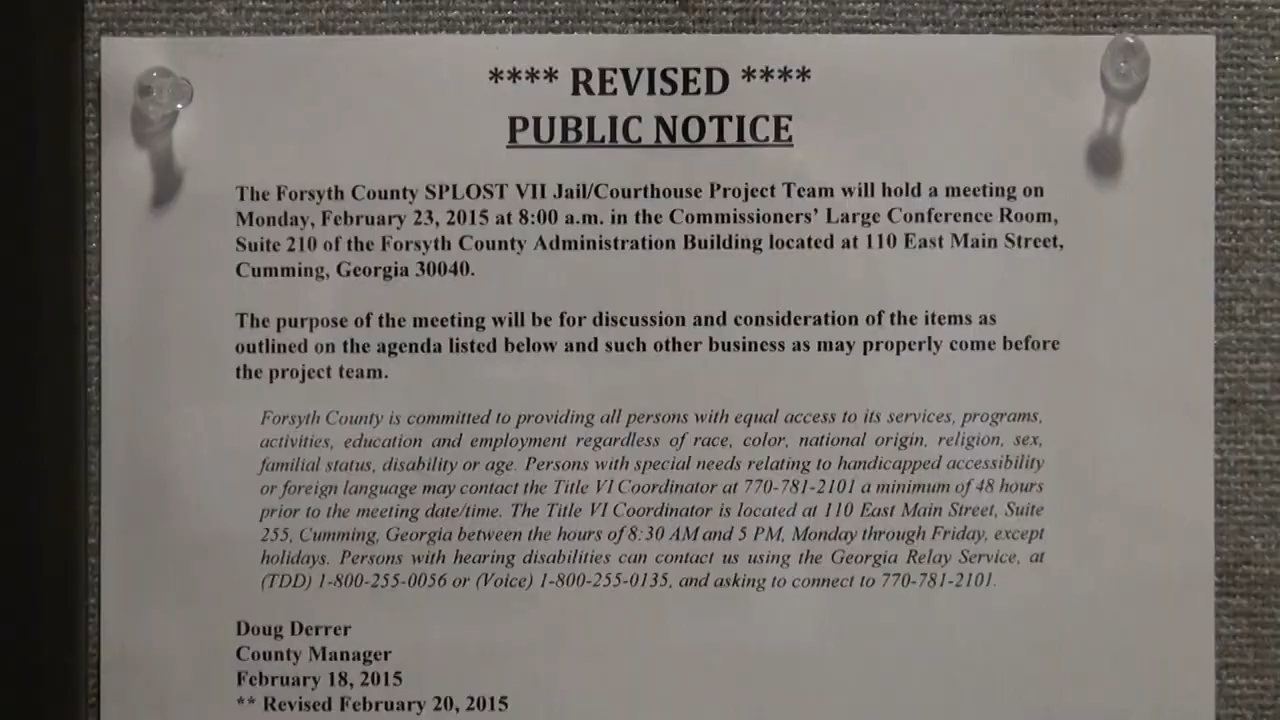 **** REVISED ****
PUBLIC NOTICE
The Forsyth County SPLOST VII Jail/Courthouse Project Team will hold a meeting on
Monday, February 23, 2015 at 8:00 a.m. in the Commissioners' Large Conference Room,
Suite 210 of the Forsyth County Administration Building located at 110 East Main Street,
Cumming, Georgia 30040.
The purpose of the meeting will be for discussion and consideration of the items as
outlined on the agenda listed below and such other business as may properly come before
the project team.
Forsyth County is committed to providing all persons with equal access to its services, programs,
activities, education and employment regardless of race, color, national origin, religion, sex,
familial status, disability or age. Persons with special needs relating to handicapped accessibility
or foreign language may contact the Title VI Coordinator at 770-781-2101 a minimum of 48 hours
prior to the meeting date/time. The Title VI Coordinator is located at 110 East Main Street, Suite
255, Cumming, Georgia between the hours of 8:30 AM and 5 PM, Monday through Friday, except
holidays. Persons with hearing disabilities can contact us using the Georgia Relay Service, at
(TDD) 1-800-255-0056 or (Voice) 1-800-255-0135, and asking to connect to 770-781-2101.
Doug Derrer
County Manager
February 18, 2015
** Revised February 20, 2015